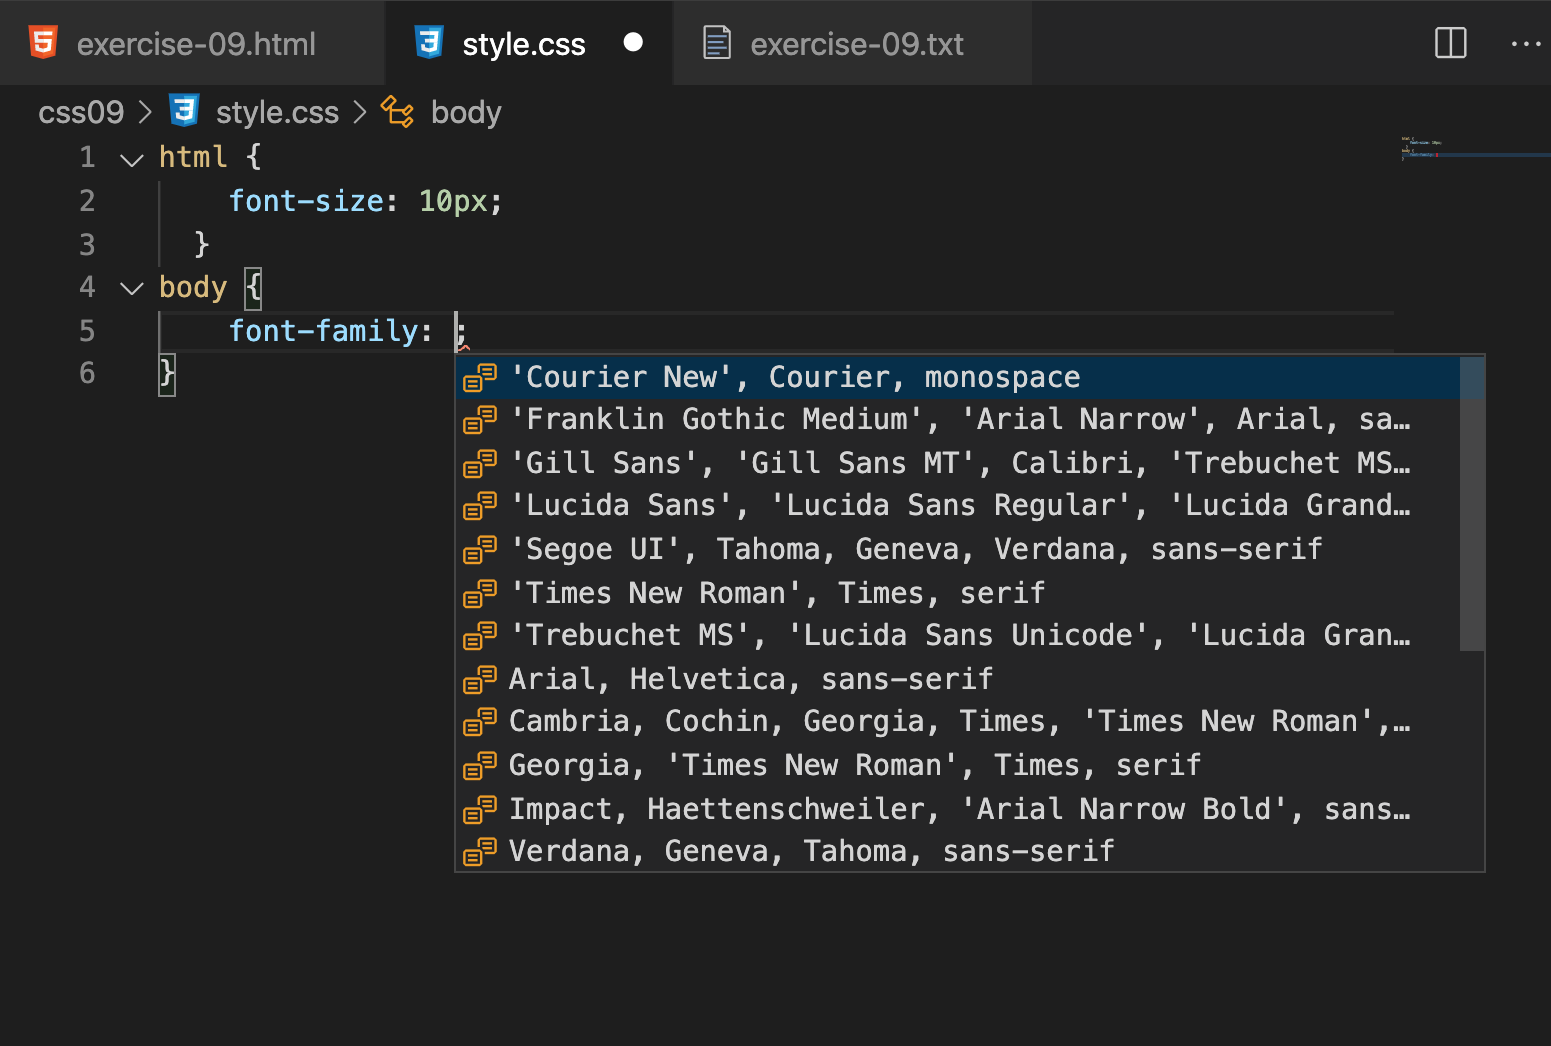 exercise-09.html style.css exercise-09.txt
css09 > style.css > body
1 html {
2 font-size: 10px;
3 }
4 body {
5 font-family: ;
6 }
'Courier New', Courier, monospace
'Franklin Gothic Medium', 'Arial Narrow', Arial, sa…
'Gill Sans', 'Gill Sans MT', Calibri, 'Trebuchet MS…
'Lucida Sans', 'Lucida Sans Regular', 'Lucida Grand…
'Segoe UI', Tahoma, Geneva, Verdana, sans-serif
'Times New Roman', Times, serif
'Trebuchet MS', 'Lucida Sans Unicode', 'Lucida Gran…
Arial, Helvetica, sans-serif
Cambria, Cochin, Georgia, Times, 'Times New Roman',…
Georgia, 'Times New Roman', Times, serif
Impact, Haettenschweiler, 'Arial Narrow Bold', sans…
Verdana, Geneva, Tahoma, sans-serif